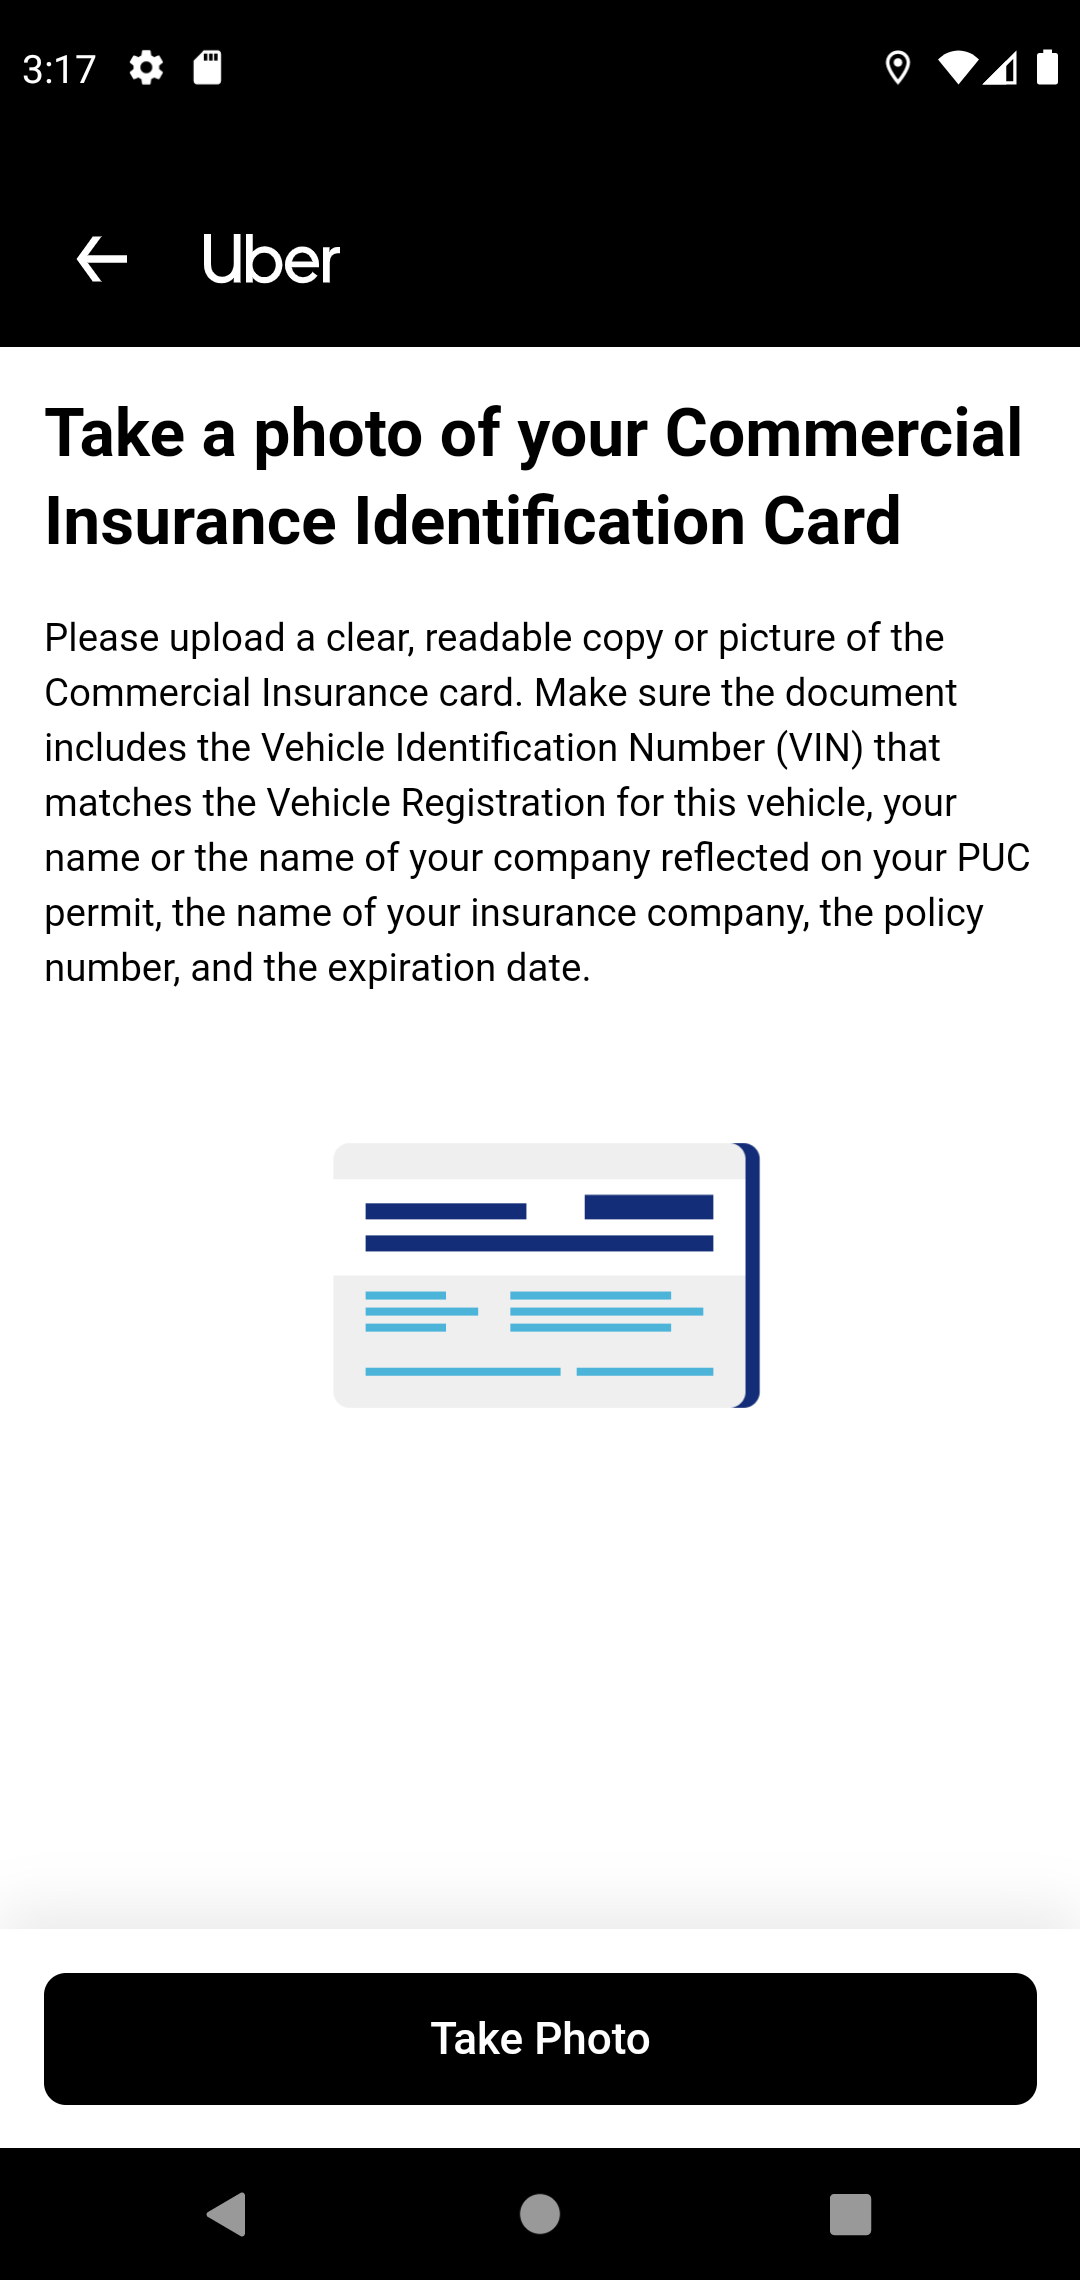 3:17
Uber
Take a photo of your Commercial
Insurance Identification Card
Please upload a clear, readable copy or picture of the
Commercial Insurance card. Make sure the document
includes the Vehicle Identification Number (VIN) that
matches the Vehicle Registration for this vehicle, your
name or the name of your company reflected on your PUC
permit, the name of your insurance company, the policy
number, and the expiration date.
Take Photo